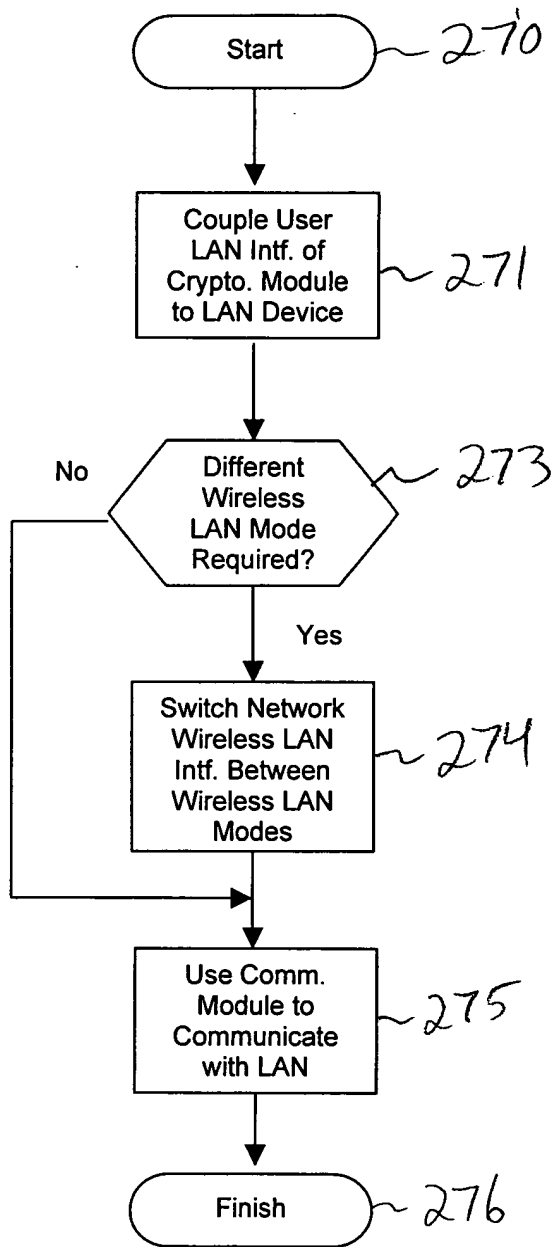 Start
270
Couple User
LAN Intf. of
Crypto. Module
to LAN Device
271
No
Different
Wireless
LAN Mode
Required?
273
Yes
Switch Network
Wireless LAN
Intf. Between
Wireless LAN
Modes
274
Use Comm.
Module to
Communicate
with LAN
275
Finish
276